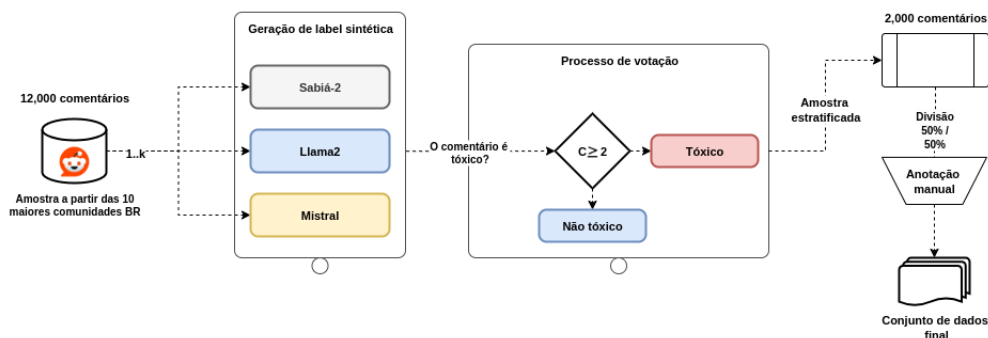 12,000 comentários
Amostra a partir das 10
maiores comunidades BR
1..k
Geração de label sintética
Sabiá-2
Llama2
Mistral
O comentário é
tóxico?
Processo de votação
C≥2
Tóxico
Não tóxico
Amostra
estratificada
2,000 comentários
Divisão
50% /
50%
Anotação
manual
Conjunto de dados
final